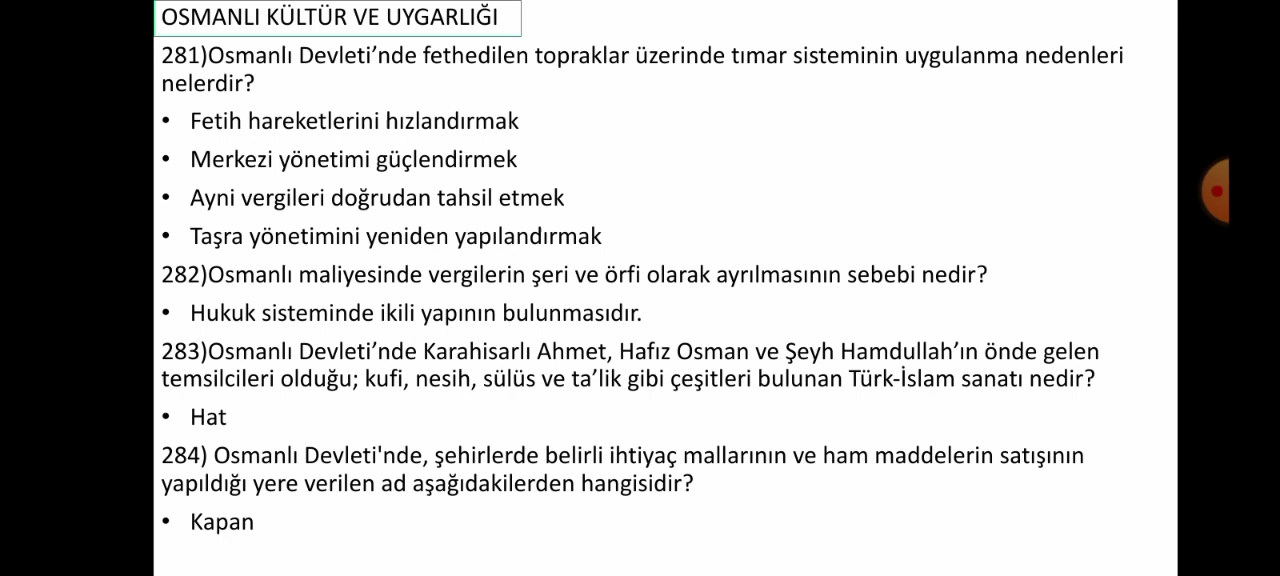 OSMANLI KÜLTÜR VE UYGARLIĞI
281)Osmanlı Devleti’nde fethedilen topraklar üzerinde tımar sisteminin uygulanma nedenleri
nelerdir?
• Fetih hareketlerini hızlandırmak
• Merkezi yönetimi güçlendirmek
• Ayni vergileri doğrudan tahsil etmek
• Taşra yönetimini yeniden yapılandırmak
282)Osmanlı maliyesinde vergilerin şeri ve örfi olarak ayrılmasının sebebi nedir?
• Hukuk sisteminde ikili yapının bulunmasıdır.
283)Osmanlı Devleti’nde Karahisarlı Ahmet, Hafız Osman ve Şeyh Hamdullah’ın önde gelen
temsilcileri olduğu; kufi, nesih, sülüs ve ta’lik gibi çeşitleri bulunan Türk-İslam sanatı nedir?
• Hat
284) Osmanlı Devleti'nde, şehirlerde belirli ihtiyaç mallarının ve ham maddelerin satışının
yapıldığı yere verilen ad aşağıdakilerden hangisidir?
• Kapan